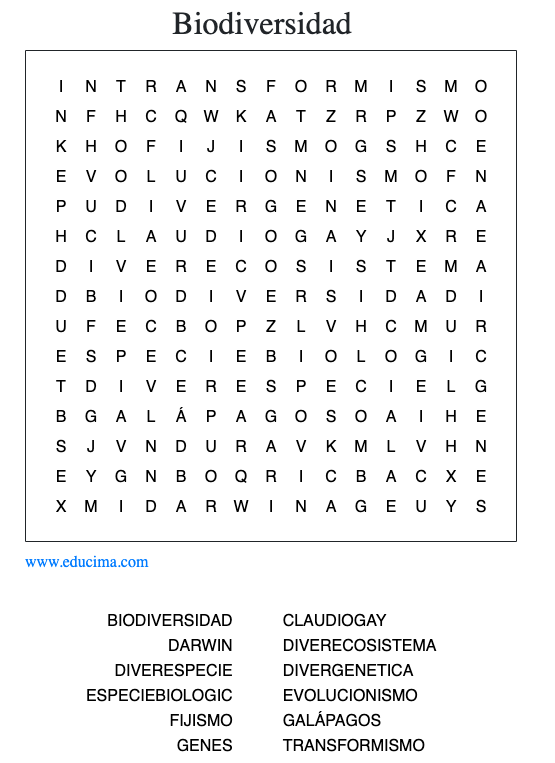 Biodiversidad
I N T R A N S F O R M I S M O
N F H C Q W K A T Z R P Z W O
K H O F I J I S M O G S H C E
E V O L U C I O N I S M O F N
P U D I V E R G E N E T I C A
H C L A U D I O G A Y J X R E
D I V E R E C O S I S T E M A
D B I O D I V E R S I D A D I
U F E C B O P Z L V H C M U R
E S P E C I E B I O L O G I C
T D I V E R E S P E C I E L G
B G A L Á P A G O S O A I H E
S J V N D U R A V K M L V H N
E Y G N B O Q R I C B A C X E
X M I D A R W I N A G E U Y S
www.educima.com
BIODIVERSIDAD CLAUDIOGAY
DARWIN DIVERECOSISTEMA
DIVERESPECIE DIVERGENETICA
ESPECIEBIOLOGIC EVOLUCIONISMO
FIJISMO GALÁPAGOS
GENES TRANSFORMISMO